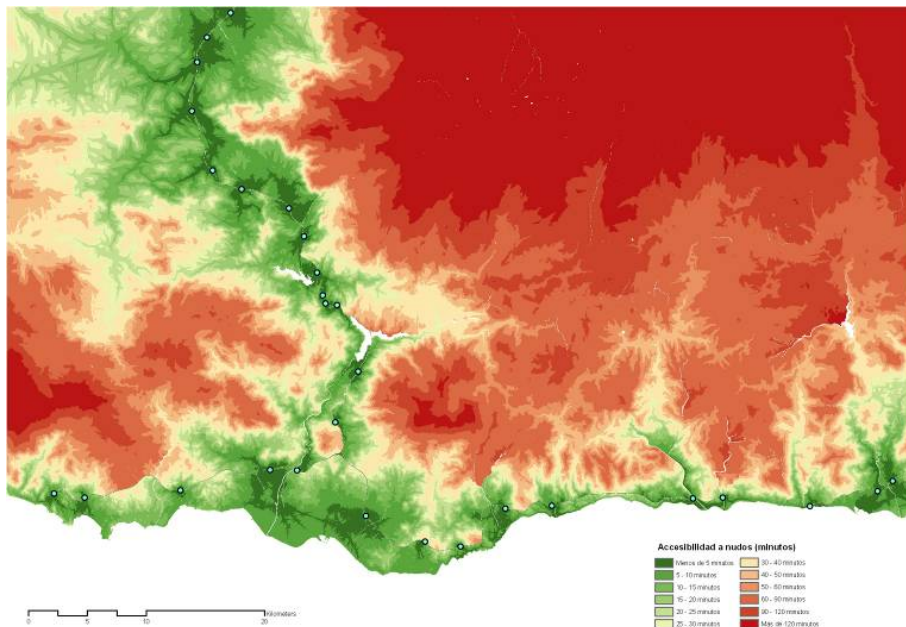 Accesibilidad a nudos (minutos)
Menos de 5 minutos
5 - 10 minutos
10 - 15 minutos
15 - 20 minutos
20 - 25 minutos
25 - 30 minutos
30 - 40 minutos
40 - 50 minutos
50 - 60 minutos
60 - 90 minutos
90 - 120 minutos
Más de 120 minutos
Kilometers
0 5 10 20